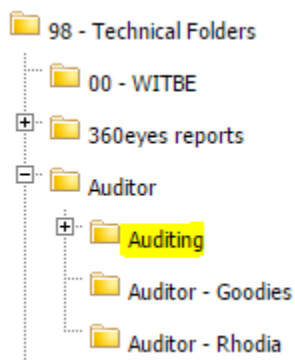 98 - Technical Folders
00 - WITBE
360eyes reports
Auditor
Auditing
Auditor - Goodies
Auditor - Rhodia